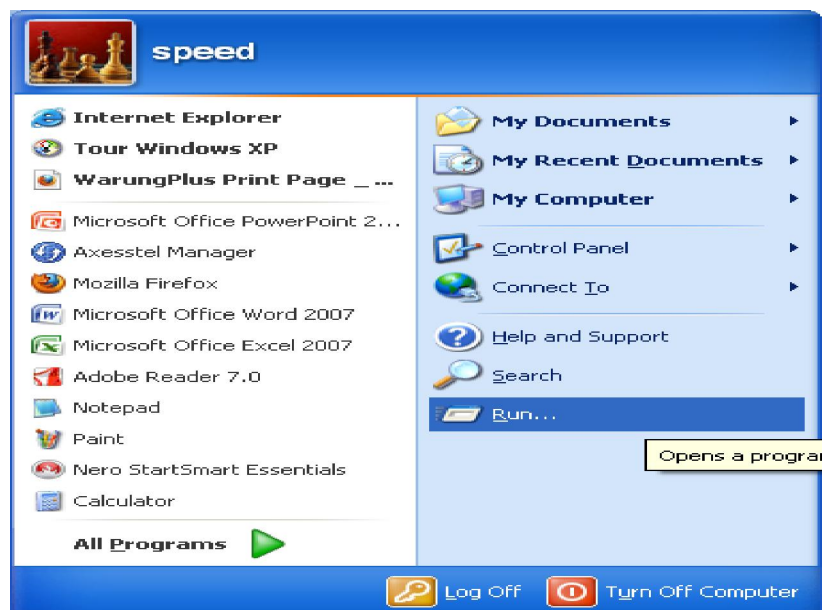 speed
Internet Explorer
Tour Windows XP
WarungPlus Print Page _ ...
Microsoft Office PowerPoint 2...
Axesstel Manager
Mozilla Firefox
Microsoft Office Word 2007
Microsoft Office Excel 2007
Adobe Reader 7.0
Notepad
Paint
Nero StartSmart Essentials
Calculator
All Programs
My Documents
My Recent Documents
My Computer
Control Panel
Connect To
Help and Support
Search
Run...
Opens a progra
Log Off
Turn Off Computer